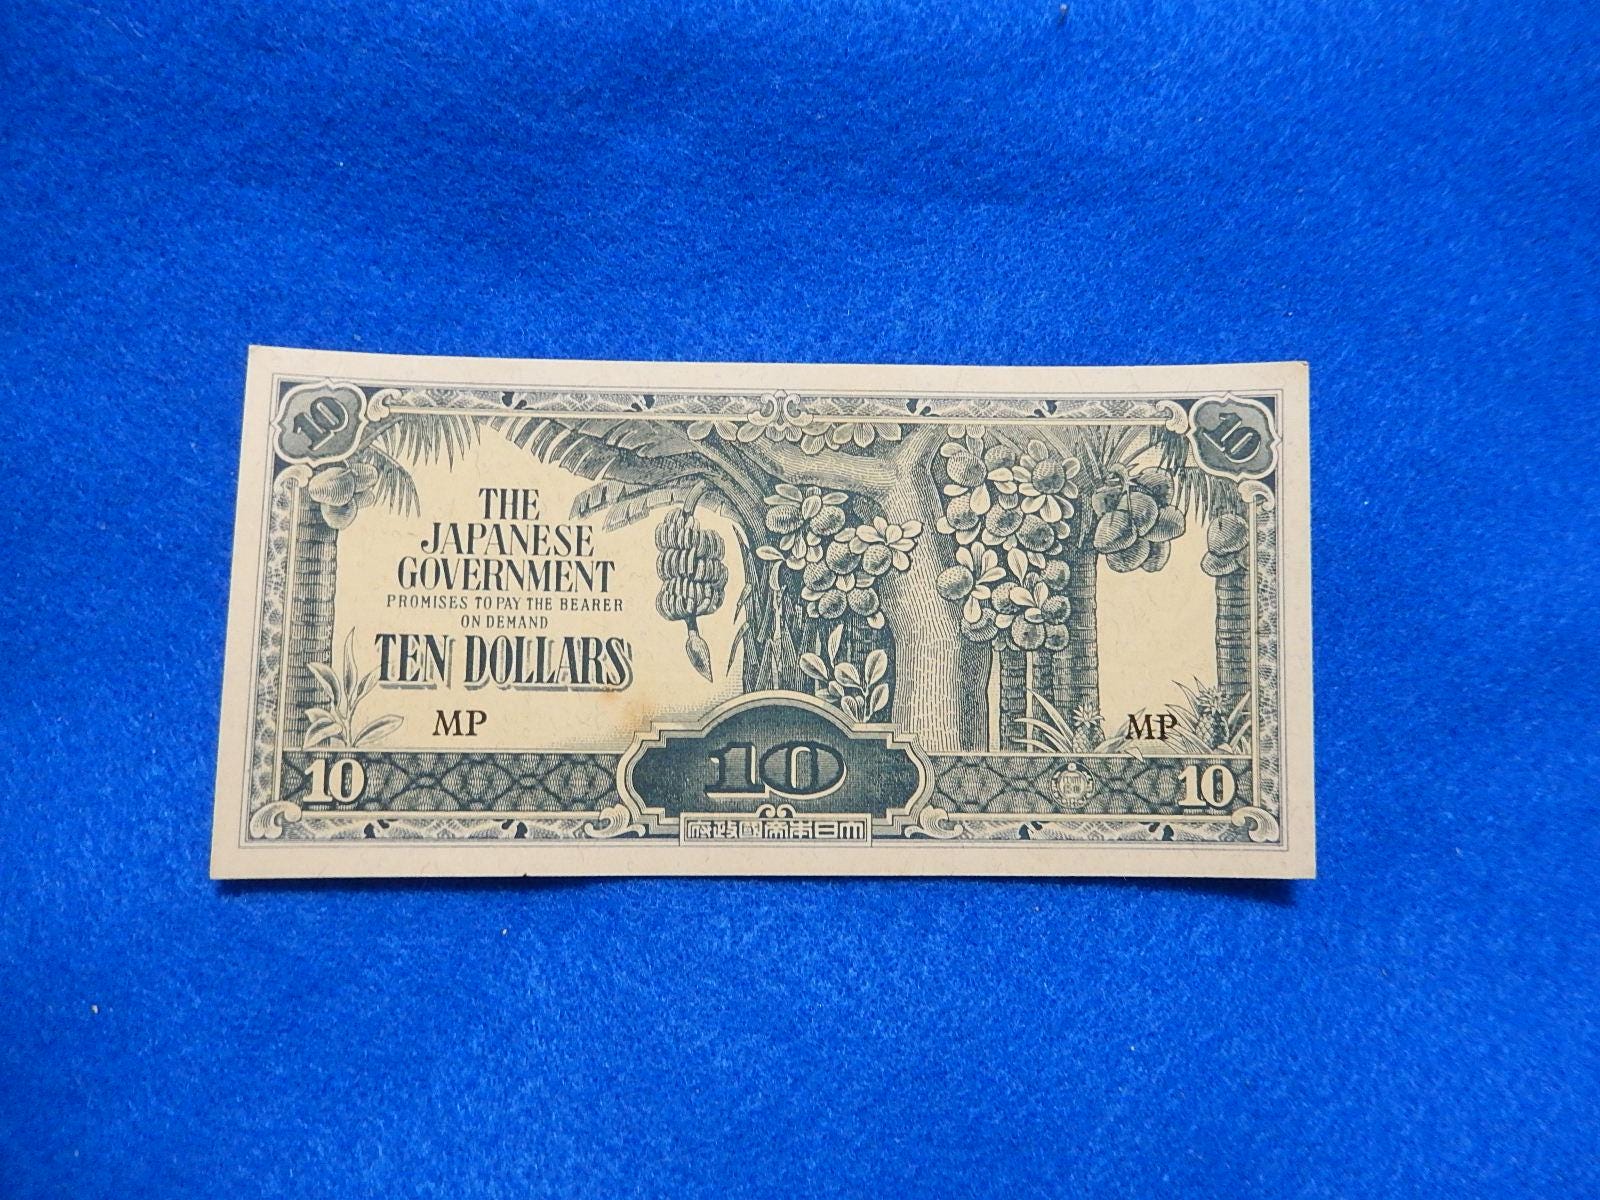 10 10
THE
JAPANESE
GOVERNMENT
PROMISES TO PAY THE BEARER
ON DEMAND
TEN DOLLARS
MP MP
10 10 10
府政國帝本日大